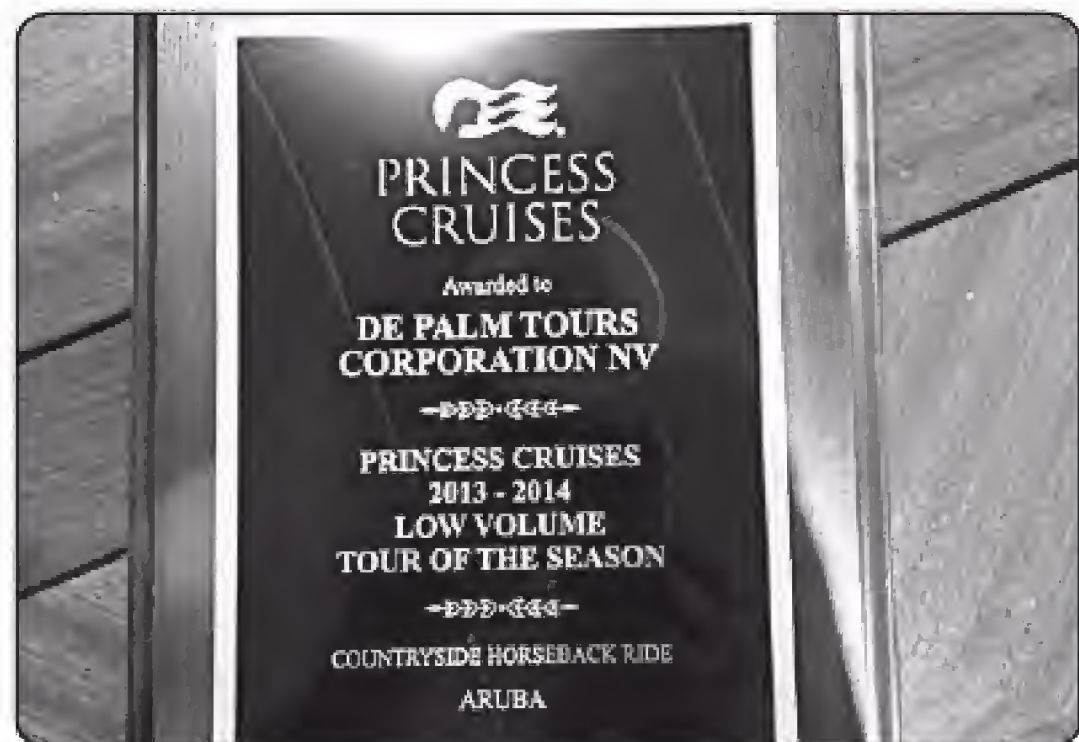 PRINCESS
CRUISES
Awarded to
DE PALM TOURS
CORPORATION NV
PRINCESS CRUISES
2013 - 2014
LOW VOLUME
TOUR OF THE SEASON
COUNTRYSIDE HORSEBACK RIDE
ARUBA